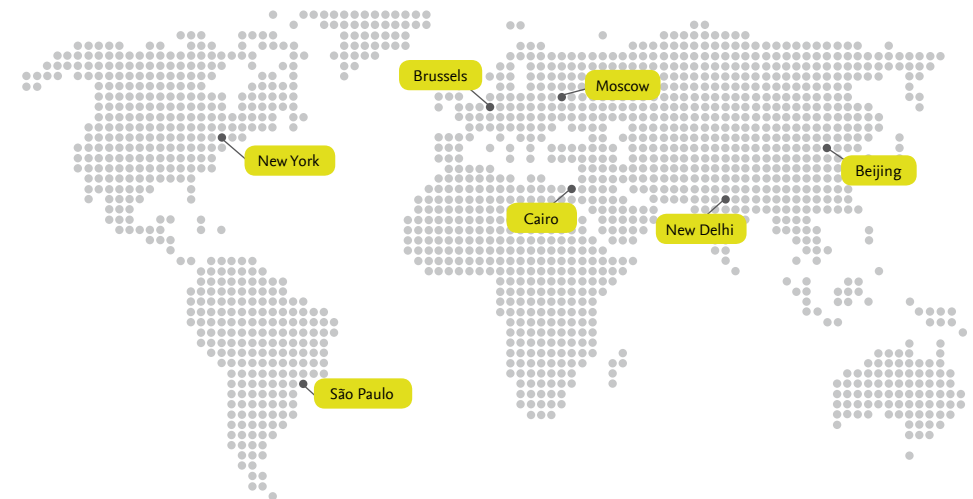 Brussels
Moscow
New York
Beijing
Cairo
New Delhi
São Paulo